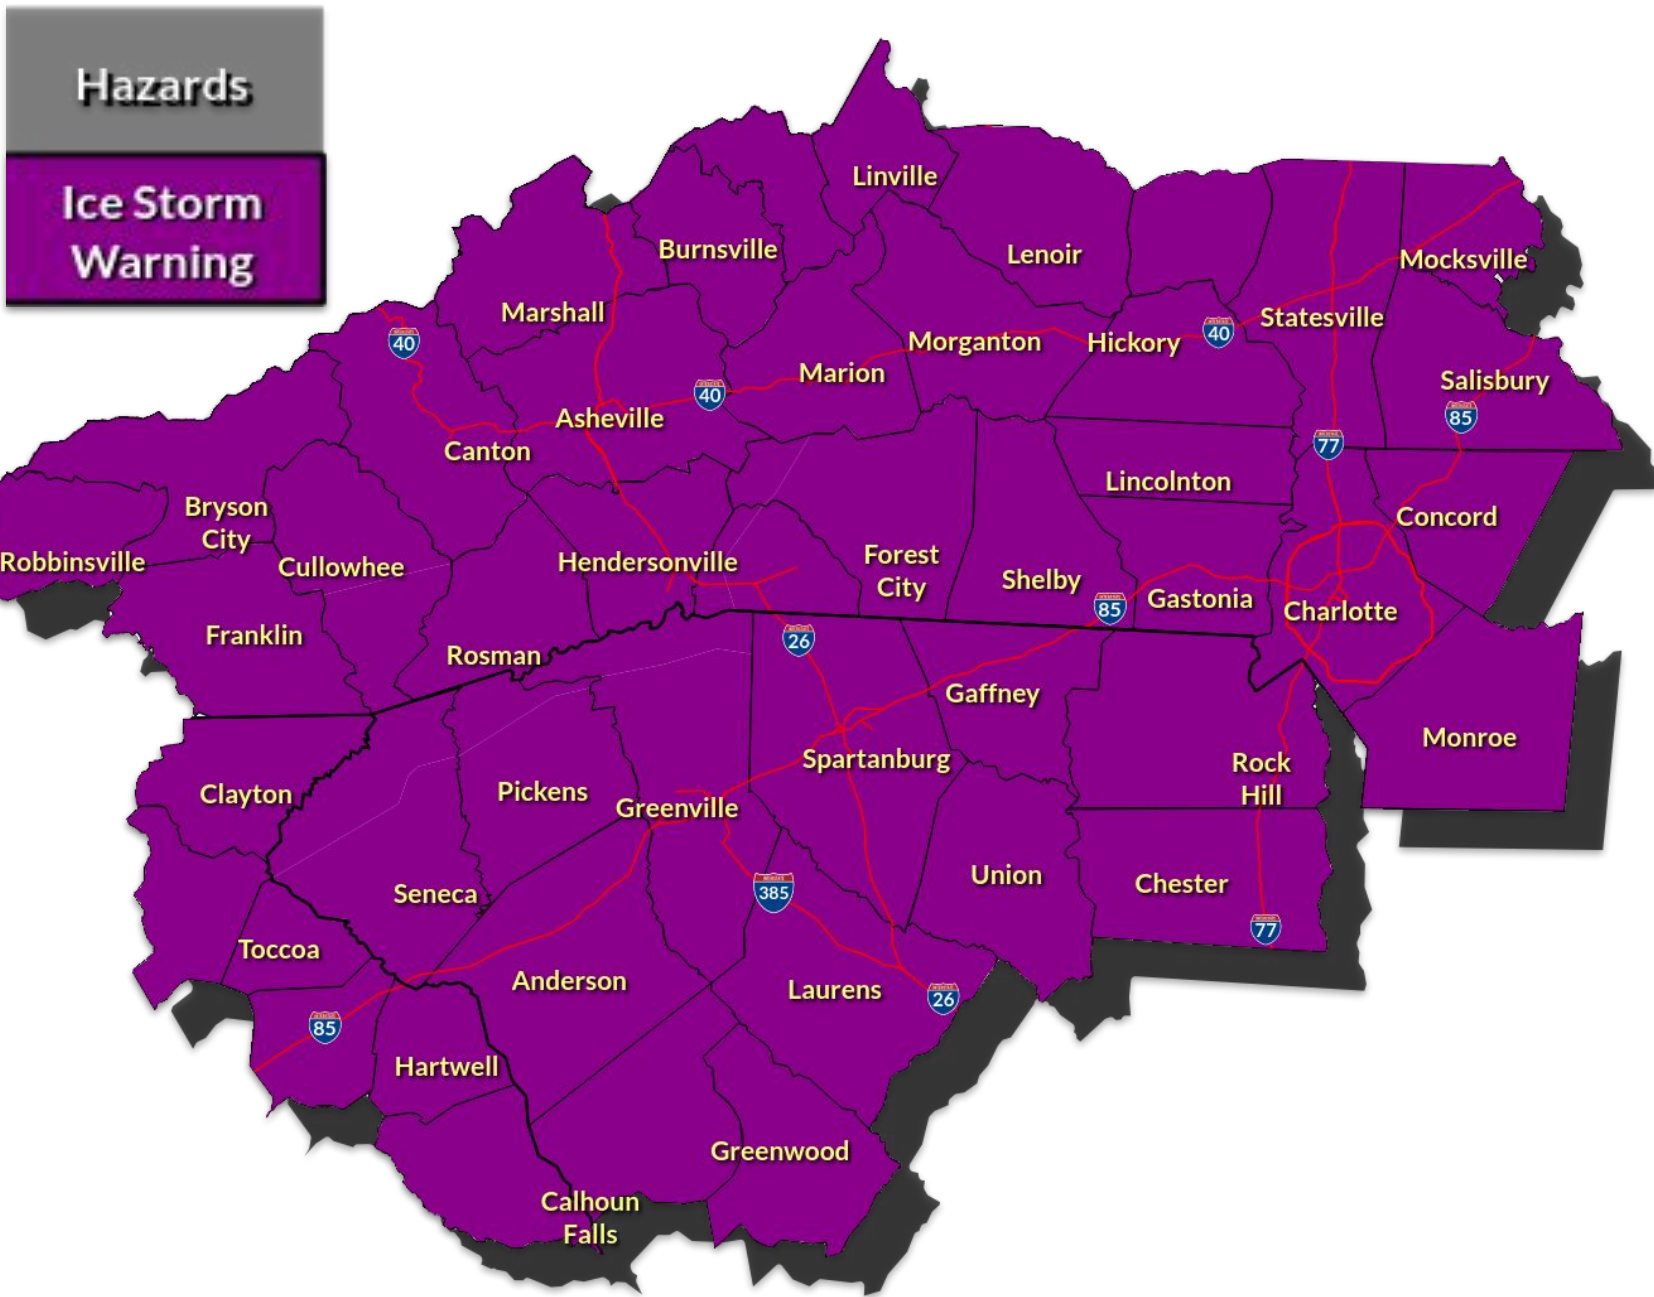 Hazards
Ice Storm
Warning
Linville
Burnsville
Lenoir
Mocksville
Marshall
Statesville
40
Morganton
Hickory
40
Marion
Salisbury
40
85
Asheville
77
Canton
Lincolnton
Bryson
City
Concord
Robbinsville
Cullowhee
Hendersonville
Forest
City
Shelby
85
Gastonia
Charlotte
Franklin
26
Rosman
Gaffney
Monroe
Spartanburg
Rock
Hill
Clayton
Pickens
Greenville
Union
Chester
385
Seneca
77
Toccoa
Anderson
Laurens
26
85
Hartwell
Greenwood
Calhoun
Falls